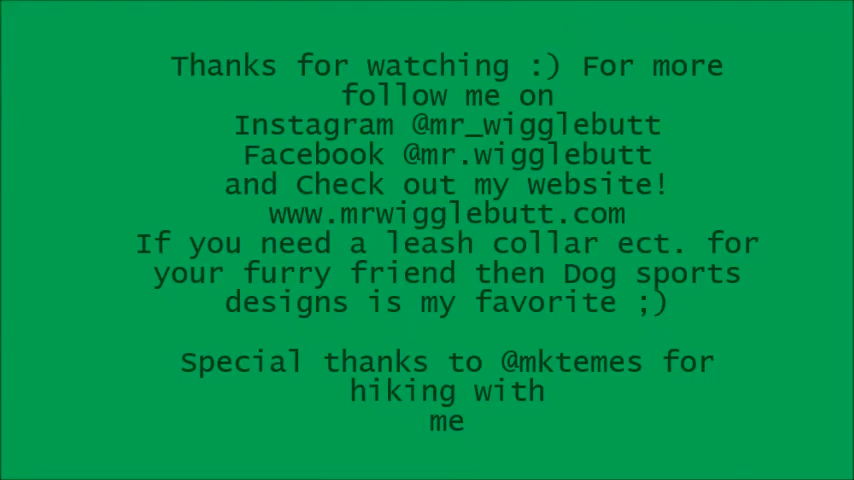 Thanks for watching :) For more
follow me on
Instagram @mr_wigglebutt
Facebook @mr.wigglebutt
and Check out my website!
www.mrwigglebutt.com
If you need a leash collar ect. for
your furry friend then Dog sports
designs is my favorite ;)
Special thanks to @mktemes for
hiking with
me